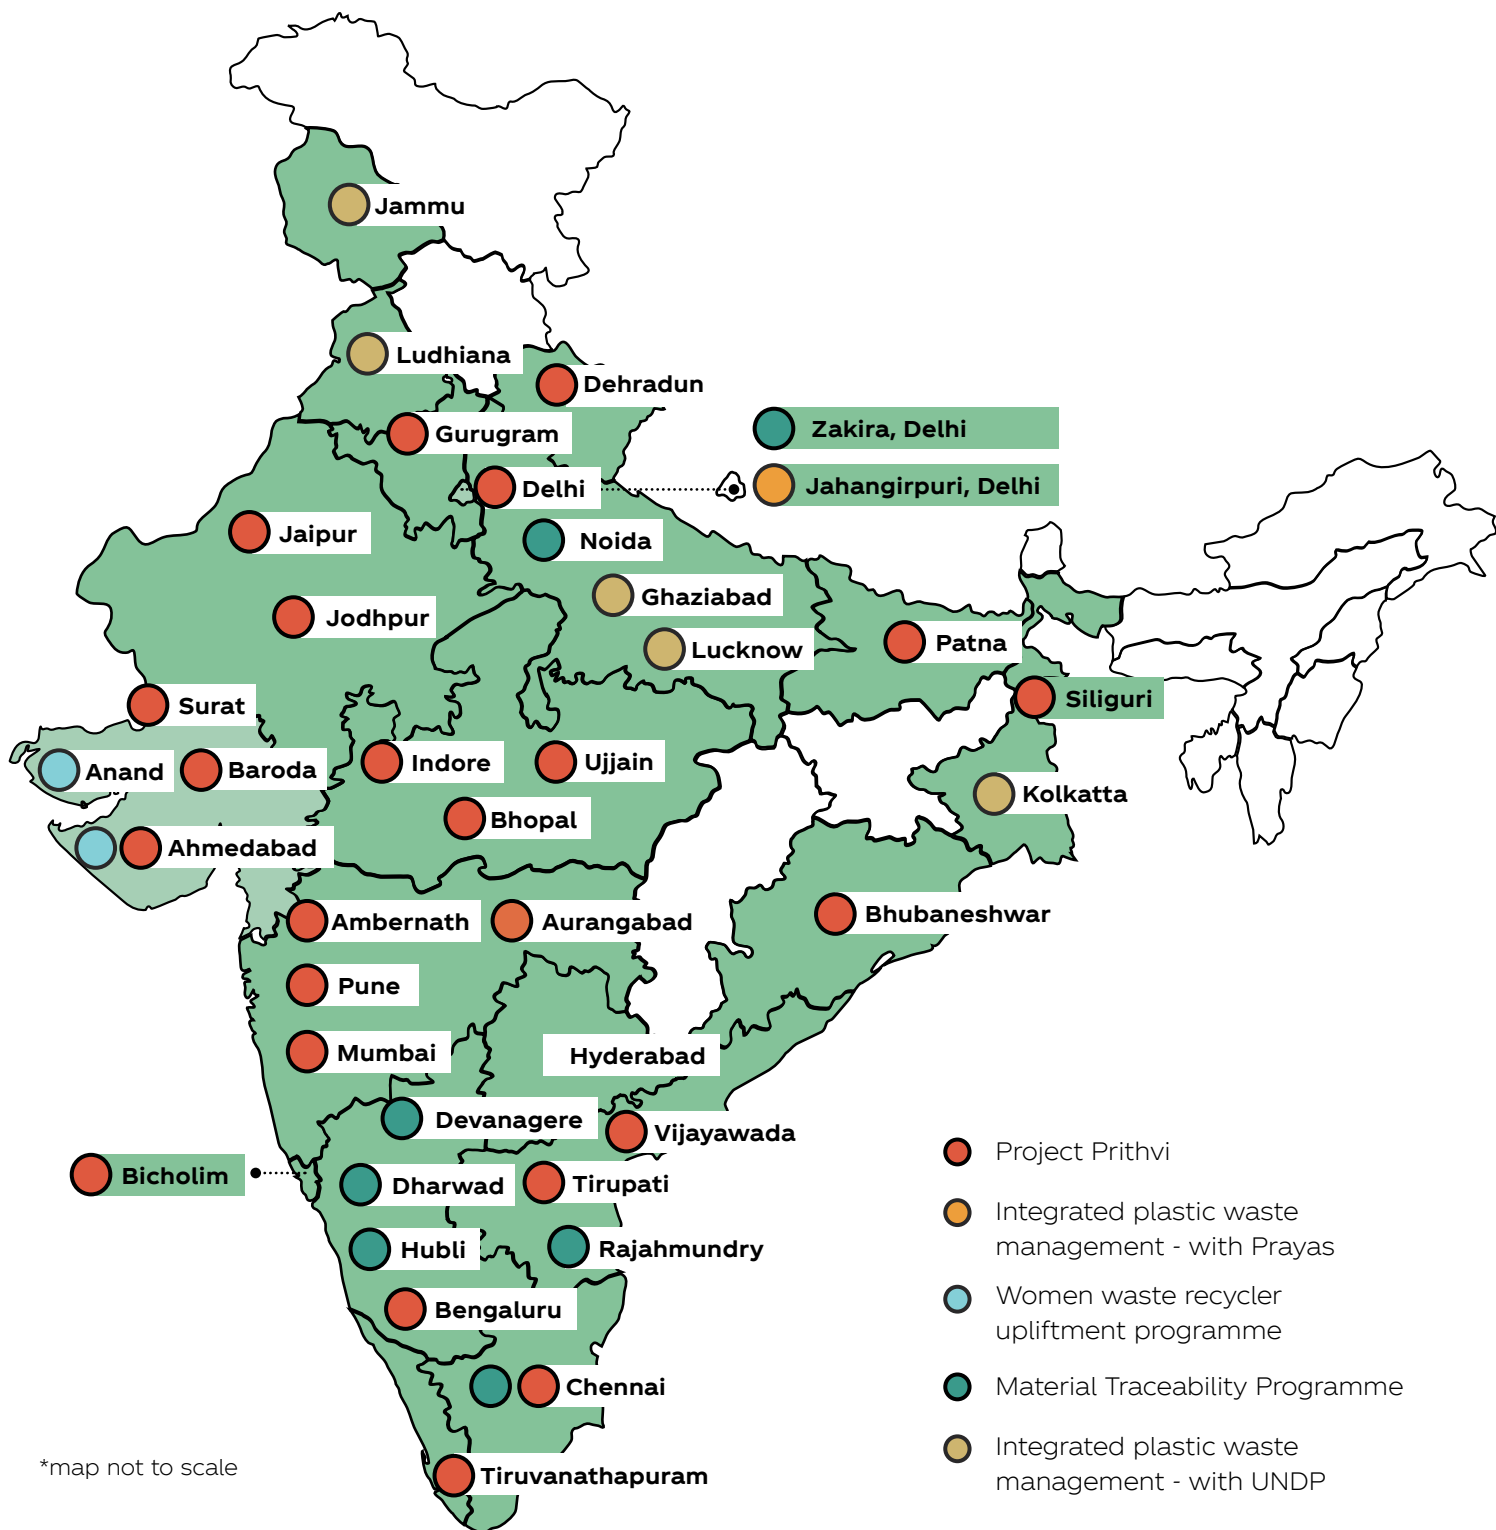 Jammu
Ludhiana
Dehradun
Gurugram
Zakira, Delhi
Delhi
Jahangirpuri, Delhi
Jaipur
Noida
Ghaziabad
Jodhpur
Lucknow
Patna
Surat
Siliguri
Anand
Baroda
Indore
Ujjain
Kolkatta
Bhopal
Ahmedabad
Ambernath
Aurangabad
Bhubaneshwar
Pune
Mumbai
Hyderabad
Devanagere
Vijayawada
Bicholim
Dharwad
Tirupati
Hubli
Rajahmundry
Bengaluru
Chennai
Tiruvanathapuram
Project Prithvi
Integrated plastic waste
management - with Prayas
Women waste recycler
upliftment programme
Material Traceability Programme
Integrated plastic waste
management - with UNDP
*map not to scale